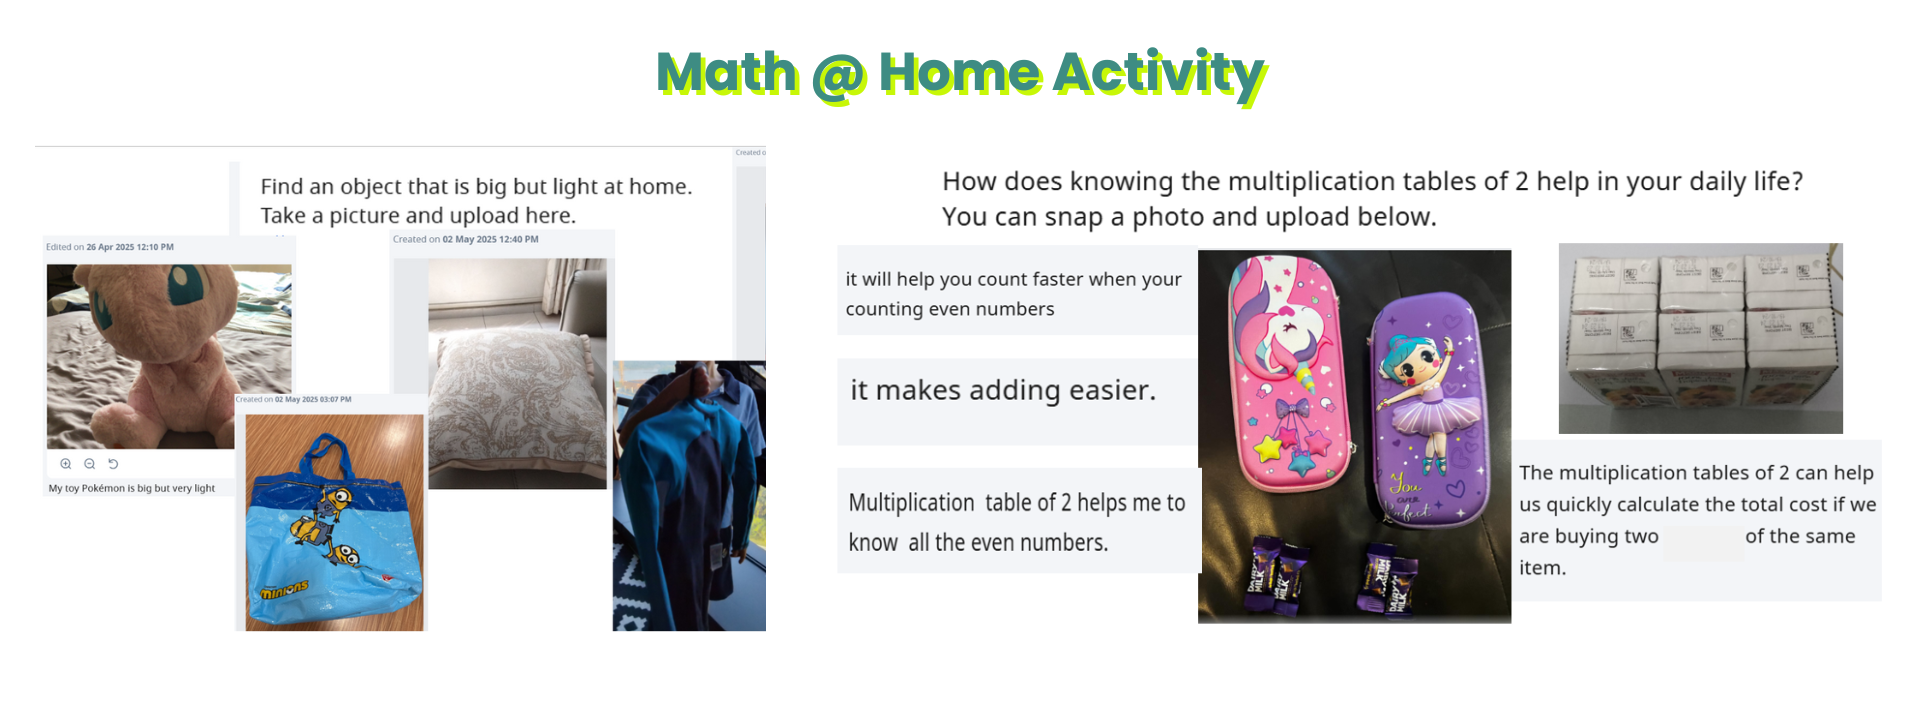 Math @ Home Activity
Created o
Find an object that is big but light at home.
Take a picture and upload here.
Edited on 26 Apr 2025 12:10 PM
My toy Pokémon is big but very light
Created on 02 May 2025 12:40 PM
Created on 02 May 2025 03:07 PM
MINIONS
How does knowing the multiplication tables of 2 help in your daily life?
You can snap a photo and upload below.
it will help you count faster when your
counting even numbers
it makes adding easier.
Multiplication table of 2 helps me to
know all the even numbers.
You
are
Perfect
DAIRY
MILK
DAIRY
MILK
MILK
DAIRY
MILK
The multiplication tables of 2 can help
us quickly calculate the total cost if we
are buying two of the same
item.